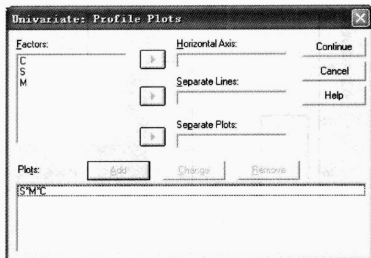 Univariate: Profile Plots
Factors:
C
S
M
Horizontal Axis:
Separate Lines:
Separate Plots:
Continue
Cancel
Help
Plots:
Add
Change
Remove
S*M*C